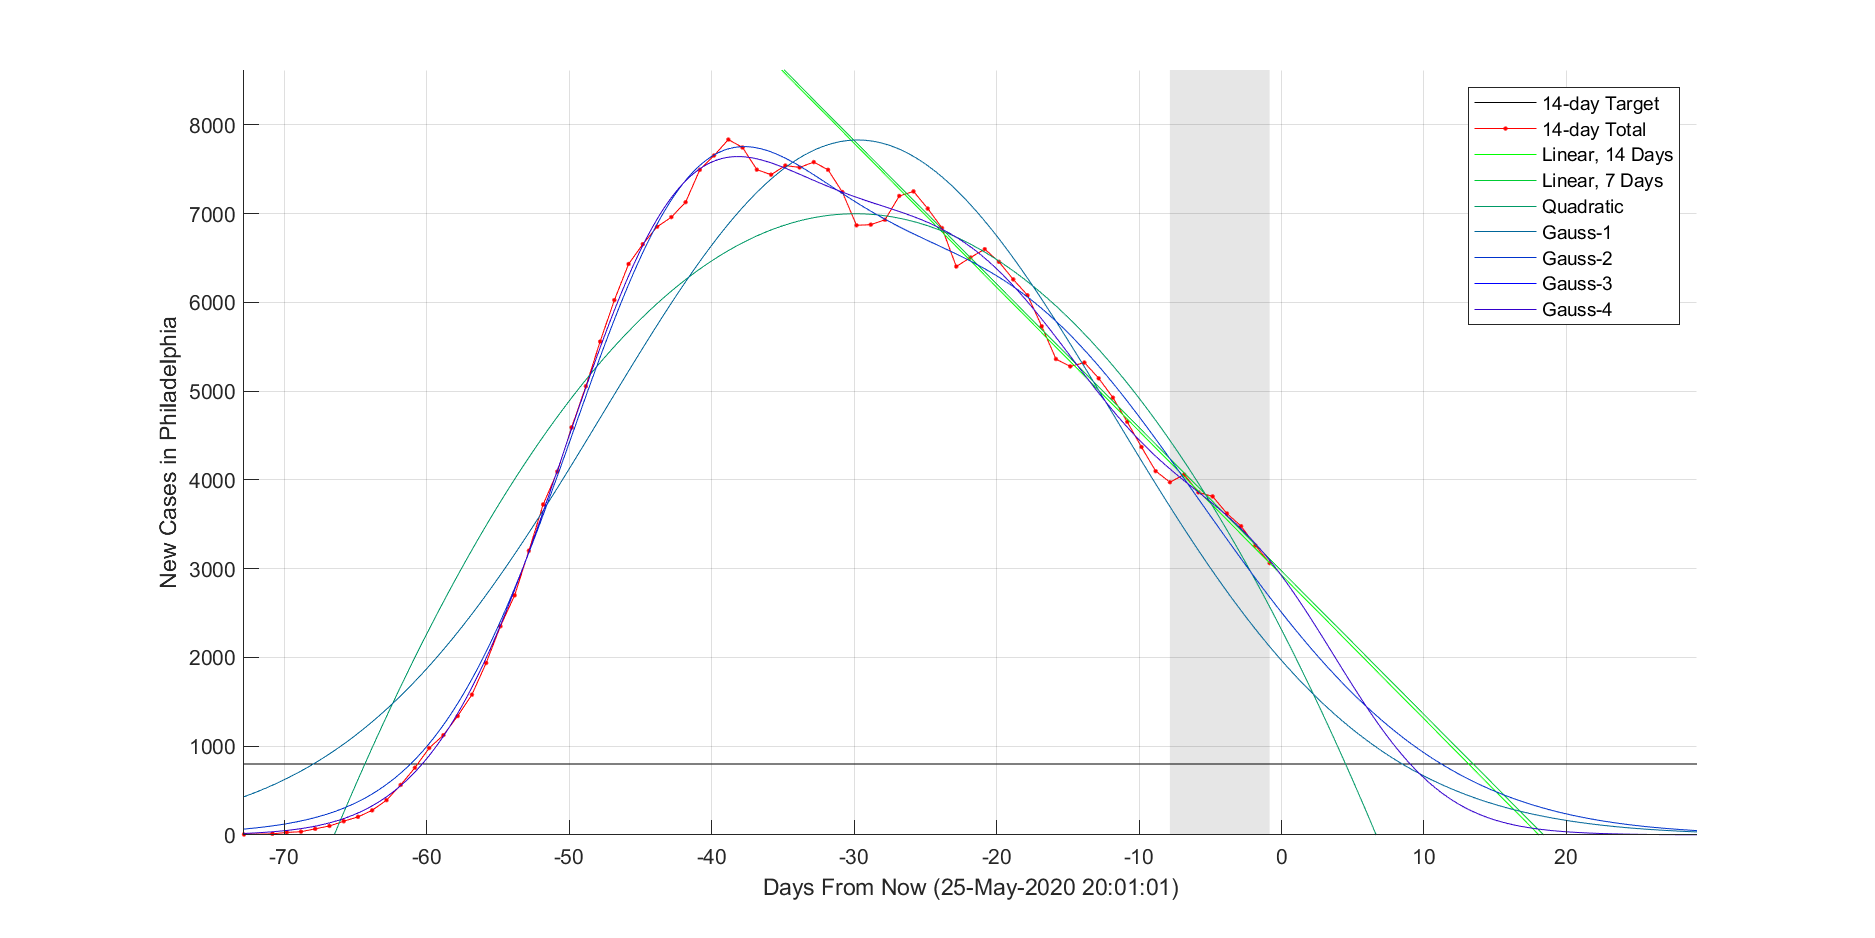 8000
7000
6000
5000
4000
3000
2000
1000
0
New Cases in Philadelphia
-70 -60 -50 -40 -30 -20 -10 0 10 20
Days From Now (25-May-2020 20:01:01)
14-day Target
14-day Total
Linear, 14 Days
Linear, 7 Days
Quadratic
Gauss-1
Gauss-2
Gauss-3
Gauss-4